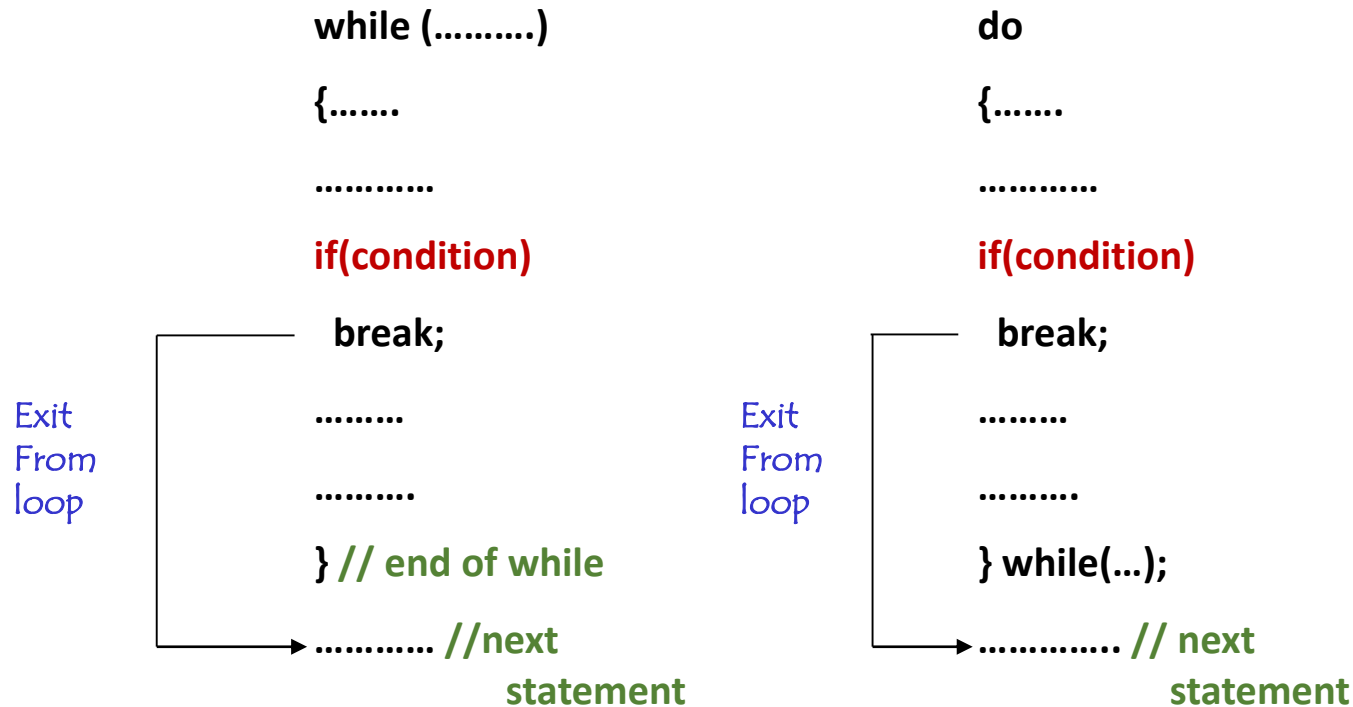 while (……….)
{…….
…………
if(condition)
break;
………
……….
} // end of while
………… //next
statement
Exit
From
loop
do
{…….
…………
if(condition)
break;
………
……….
} while(…);
………….. // next
statement
Exit
From
loop